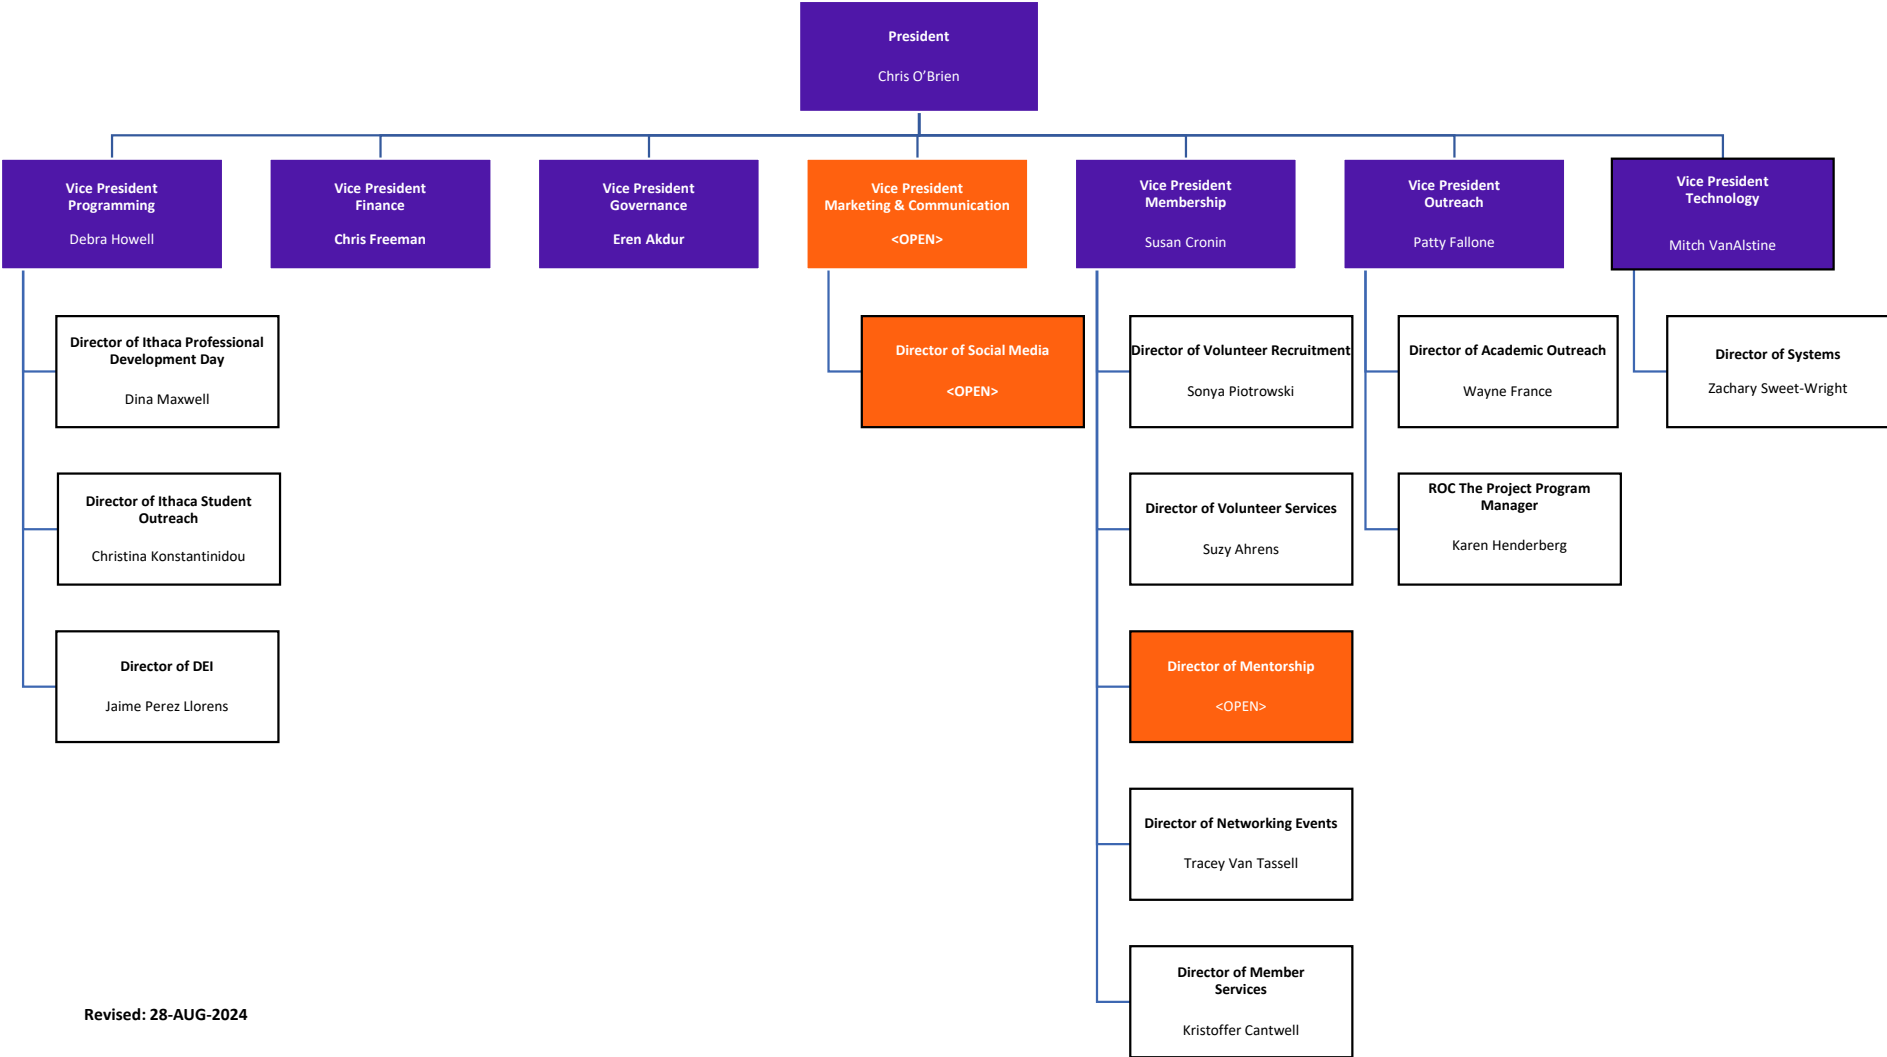 President
Chris O’Brien
Vice President
Programming
Debra Howell
Vice President
Finance
Chris Freeman
Vice President
Governance
Eren Akdur
Vice President
Marketing & Communication
<OPEN>
Vice President
Membership
Susan Cronin
Vice President
Outreach
Patty Fallone
Vice President
Technology
Mitch VanAlstine
Director of Ithaca Professional
Development Day
Dina Maxwell
Director of Social Media
<OPEN>
Director of Volunteer Recruitment
Sonya Piotrowski
Director of Academic Outreach
Wayne France
Director of Systems
Zachary Sweet-Wright
Director of Ithaca Student
Outreach
Christina Konstantinidou
Director of Volunteer Services
Suzy Ahrens
ROC The Project Program
Manager
Karen Henderberg
Director of DEI
Jaime Perez Llorens
Director of Mentorship
<OPEN>
Director of Networking Events
Tracey Van Tassell
Director of Member
Services
Kristoffer Cantwell
Revised: 28-AUG-2024